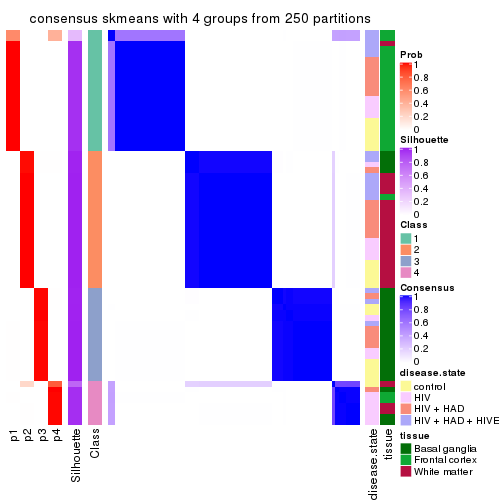 consensus skmeans with 4 groups from 250 partitions
Prob
1
0.8
0.6
0.4
0.2
0
Silhouette
1
0.8
0.6
0.4
0.2
0
Class
1
2
3
4
Consensus
1
0.8
0.6
0.4
0.2
0
disease.state
control
HIV
HIV + HAD
HIV + HAD + HIVE
tissue
Basal ganglia
Frontal cortex
White matter
p1
p2
p3
p4
Silhouette
Class
disease.state
tissue